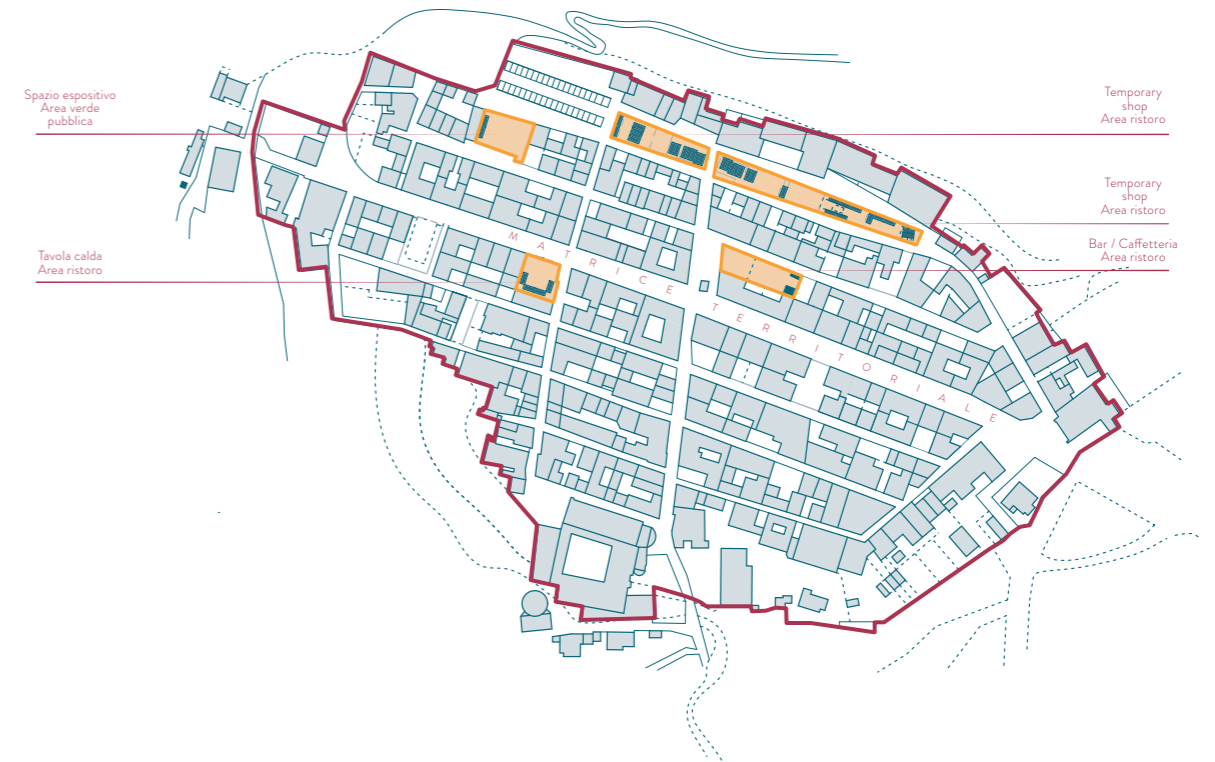 Spazio espositivo
Area verde
pubblica
Temporary
shop
Area ristoro
Temporary
shop
Area ristoro
Tavola calda
Area ristoro
Bar / Caffetteria
Area ristoro
MATRICE TERRITORIALE